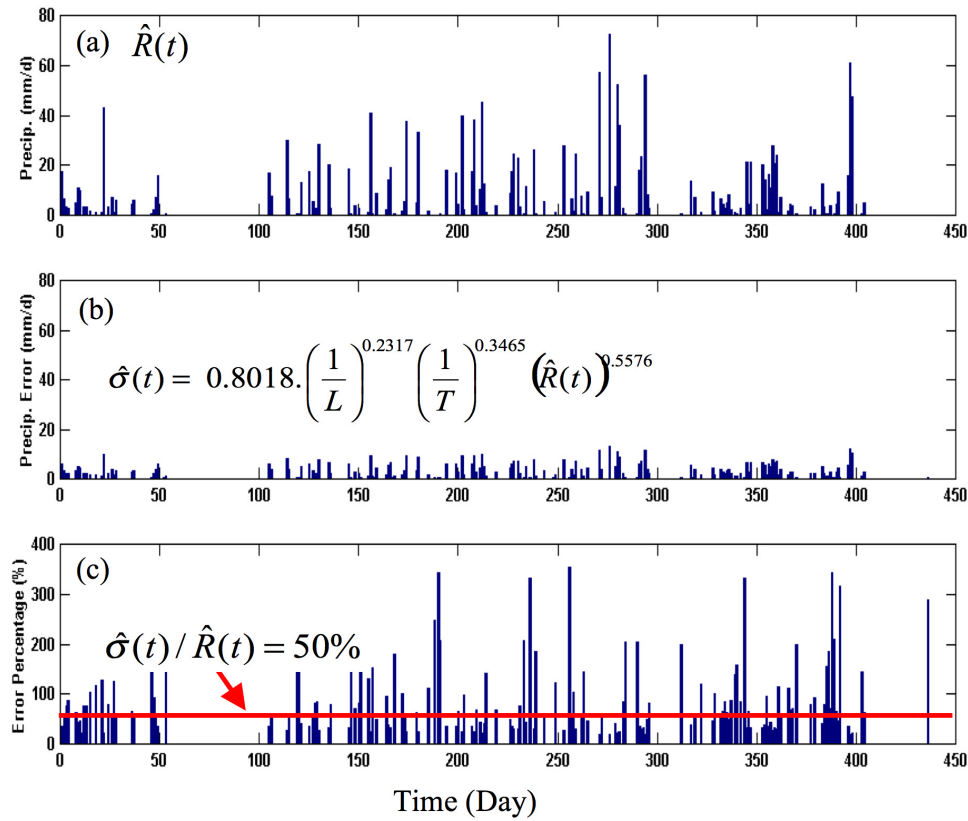 80
60
40
20
0
Precip. (mm/d)
(a) R̂(t)
0 50 100 150 200 250 300 350 400 450
80
60
40
20
0
Precip. Error (mm/d)
(b)
σ̂(t) = 0.8018.(1/L)^0.2317 (1/T)^0.3465 (R̂(t))^0.5576
0 50 100 150 200 250 300 350 400 450
400
300
200
100
0
Error Percentage (%)
(c)
σ̂(t) / R̂(t) = 50%
0 50 100 150 200 250 300 350 400 450
Time (Day)